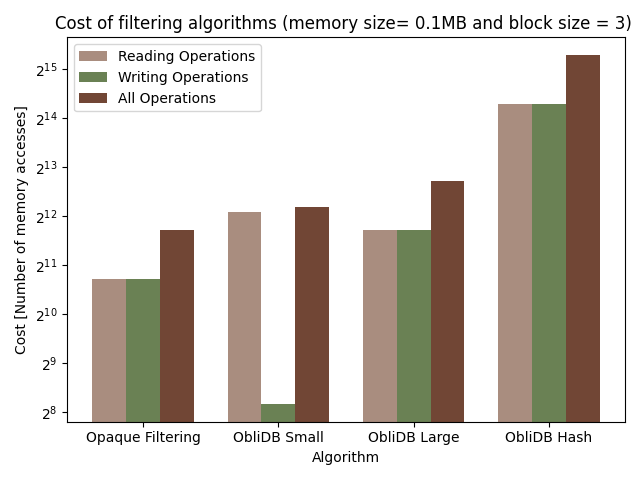 Cost of filtering algorithms (memory size= 0.1MB and block size = 3)
Reading Operations
Writing Operations
All Operations
Cost [Number of memory accesses]
2^15
2^14
2^13
2^12
2^11
2^10
2^9
2^8
Opaque Filtering ObliDB Small ObliDB Large ObliDB Hash
Algorithm